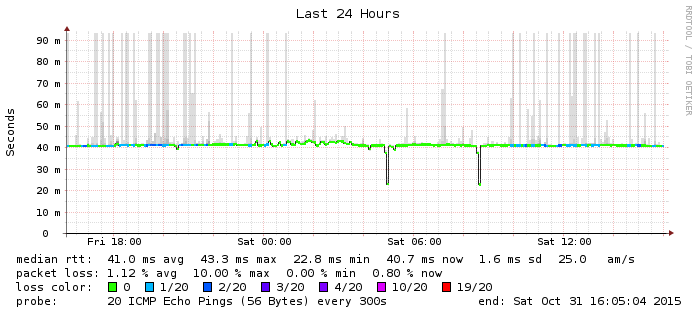 Last 24 Hours
RRDTOOL / TOBI OETIKER
Seconds
90 m
80 m
70 m
60 m
50 m
40 m
30 m
20 m
10 m
0
Fri 18:00 Sat 00:00 Sat 06:00 Sat 12:00
median rtt: 41.0 ms avg 43.3 ms max 22.8 ms min 40.7 ms now 1.6 ms sd 25.0 am/s
packet loss: 1.12 % avg 10.00 % max 0.00 % min 0.80 % now
loss color: 0 1/20 2/20 3/20 4/20 10/20 19/20
probe: 20 ICMP Echo Pings (56 Bytes) every 300s end: Sat Oct 31 16:05:04 2015